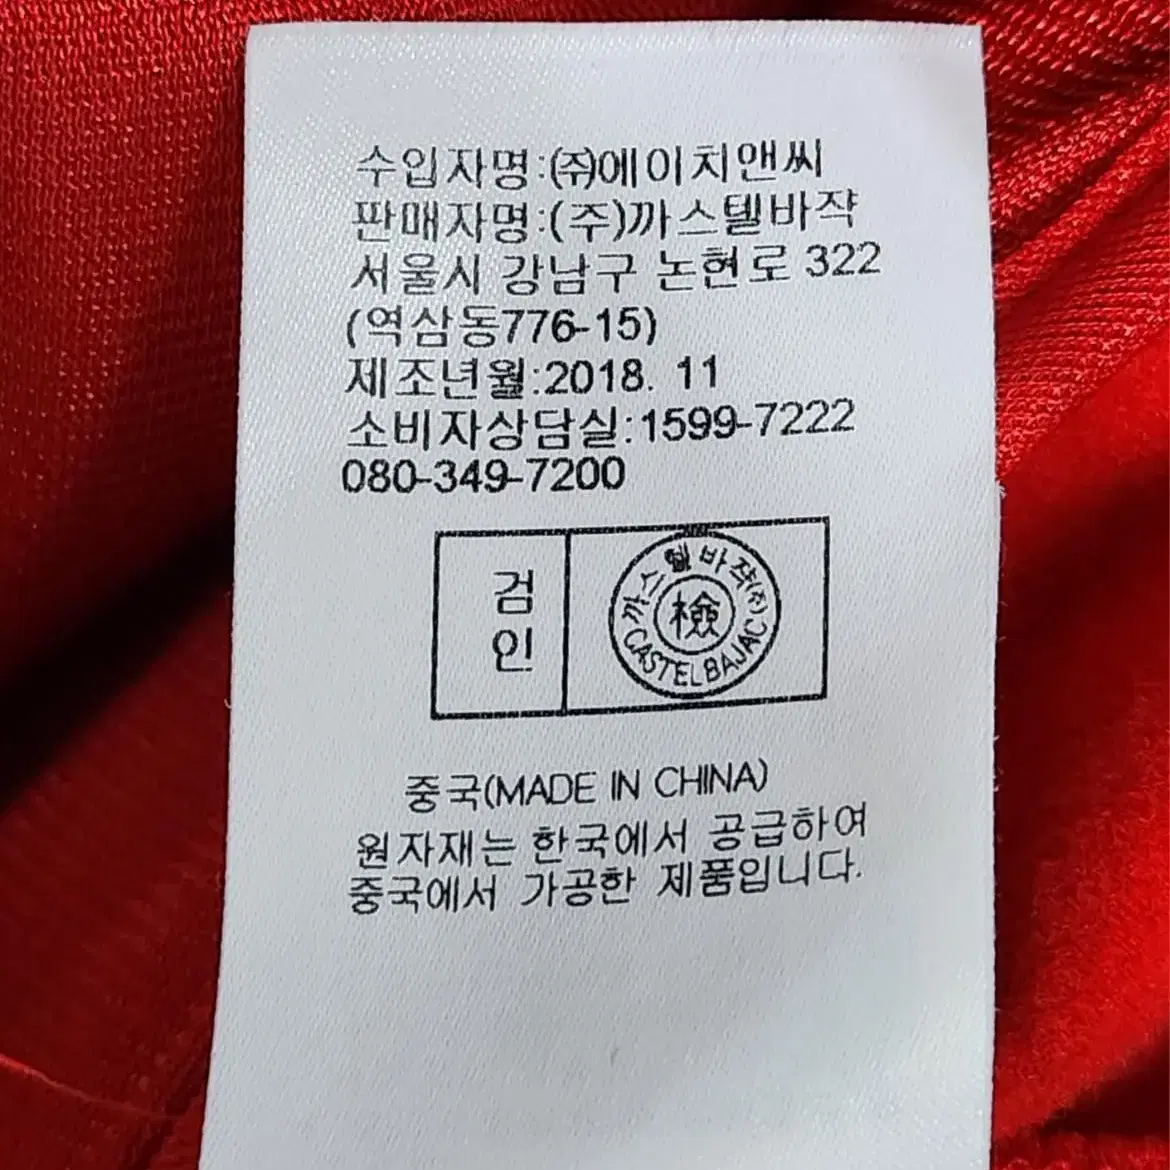 수입자명:㈜에이치앤씨
판매자명:(주)까스텔바작
서울시 강남구 논현로 322
(역삼동776-15)
제조년월:2018. 11
소비자상담실:1599-7222
080-349-7200
검
인
까스텔바작(주)
檢
CASTELBAJAC
중국(MADE IN CHINA)
원자재는 한국에서 공급하여
중국에서 가공한 제품입니다.